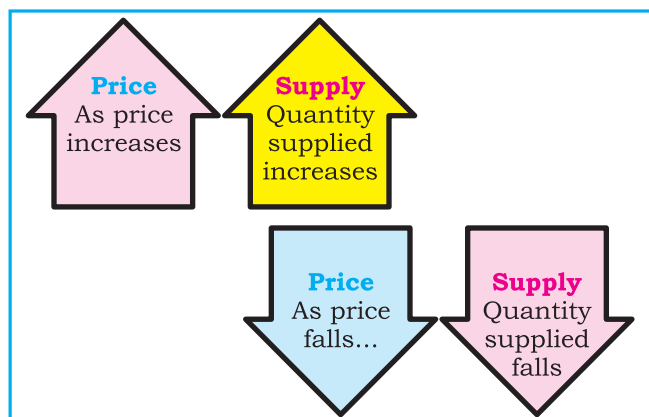 Price
As price
increases
Supply
Quantity
supplied
increases
Price
As price
falls...
Supply
Quantity
supplied
falls